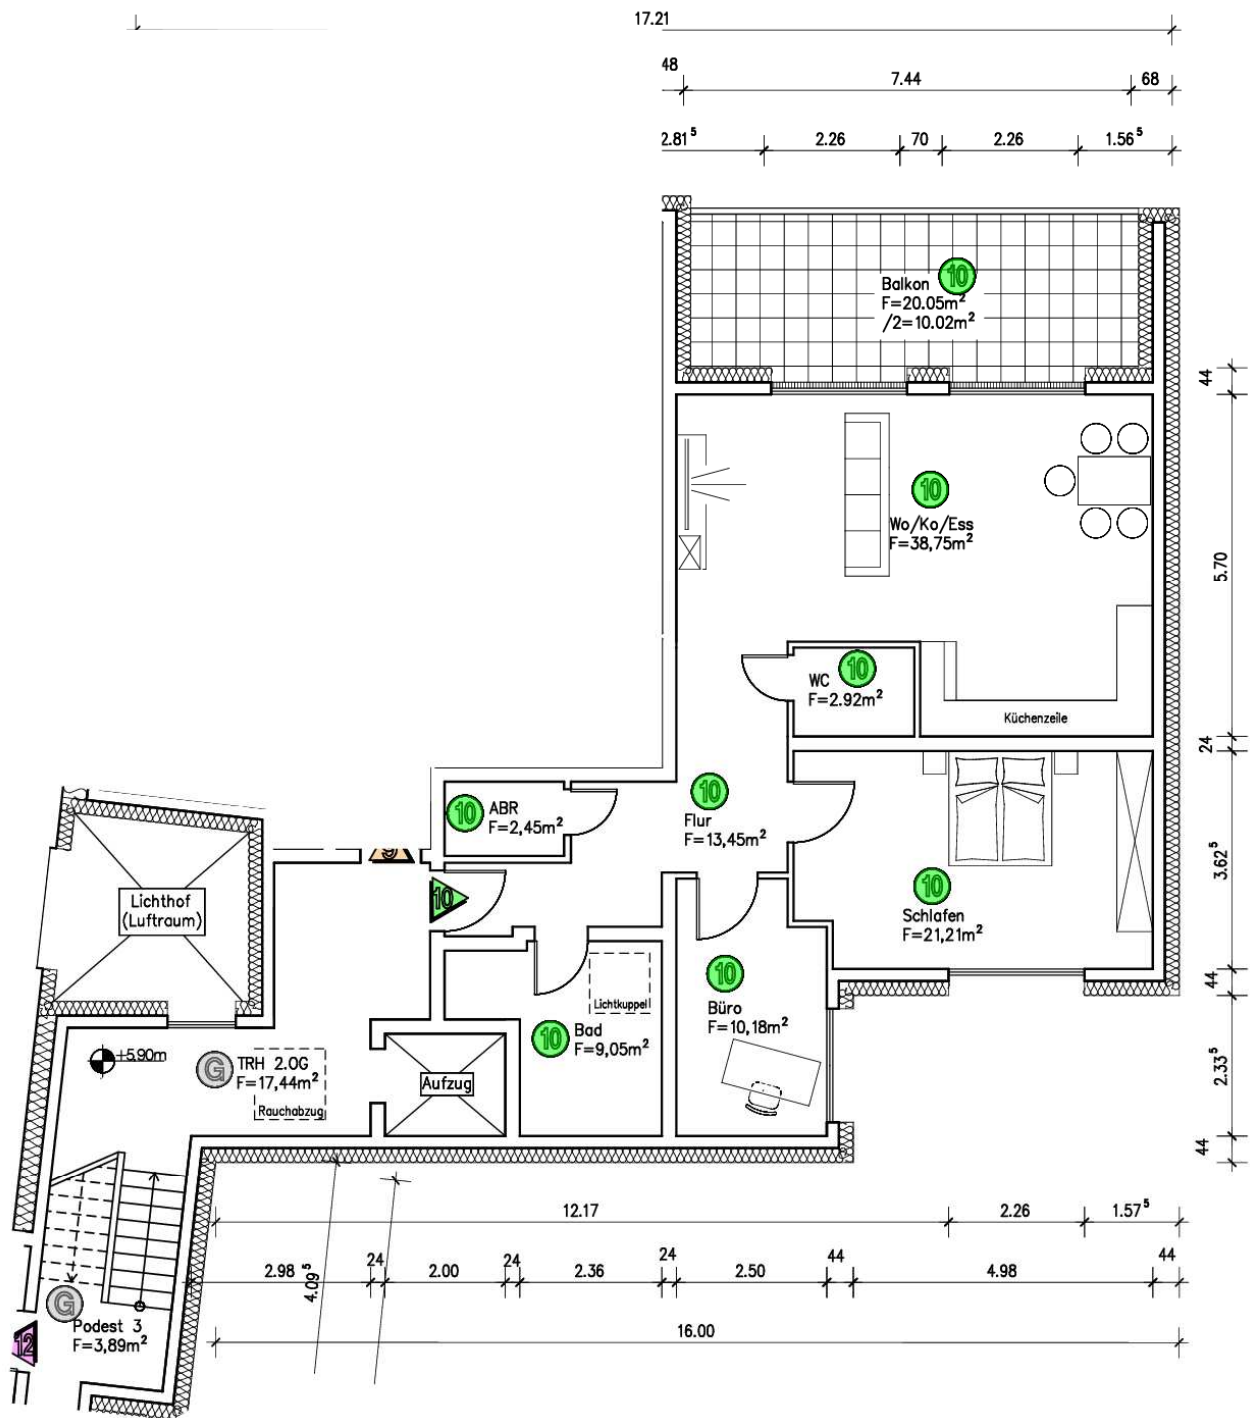 17.21
48
7.44
68
2.81⁵
2.26
70
2.26
1.56⁵
10
Balkon
F=20.05m²
/2=10.02m²
44
10
Wo/Ko/Ess
F=38,75m²
5.70
10
WC
F=2.92m²
Küchenzeile
24
10
ABR
F=2,45m²
10
Flur
F=13,45m²
9
3.62⁵
10
Lichthof
(Luftraum)
10
Schlafen
F=21,21m²
10
Büro
F=10,18m²
44
Lichtkuppel
10
Bad
F=9,05m²
+5.90m
G
TRH 2.OG
F=17,44m²
Rauchabzug
Aufzug
2.33⁵
44
12.17
2.26
1.57⁵
2.98
24
4.09⁵
2.00
24
2.36
24
2.50
44
4.98
44
G
Podest 3
F=3,89m²
12
16.00